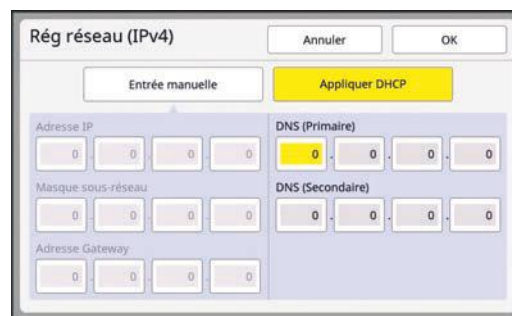 Rég réseau (IPv4)
Annuler
OK
Entrée manuelle
Appliquer DHCP
Adresse IP
0 . 0 . 0 . 0
Masque sous-réseau
0 . 0 . 0 . 0
Adresse Gateway
0 . 0 . 0 . 0
DNS (Primaire)
0 . 0 . 0 . 0
DNS (Secondaire)
0 . 0 . 0 . 0